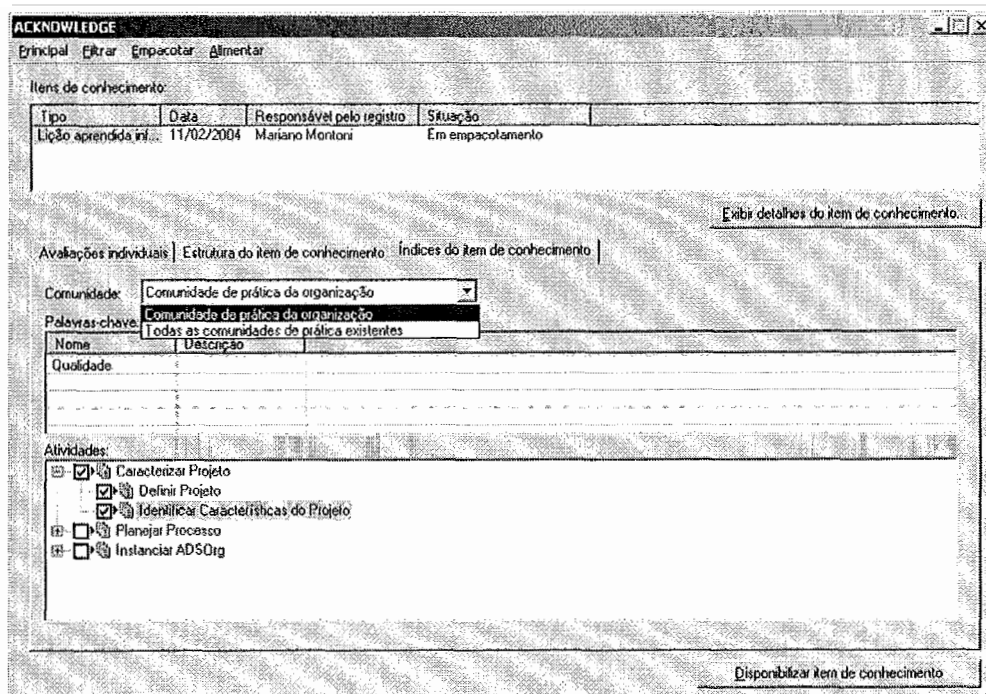 ACKNOWLEDGE
Principal Filtrar Empacotar Alimentar
Itens de conhecimento:
Tipo Data Responsável pelo registro Situação
Lição aprendida inf... 11/02/2004 Mariano Montoni Em empacotamento
Exibir detalhes do item de conhecimento...
Avaliações individuais Estrutura do item de conhecimento Índices do item de conhecimento
Comunidade: Comunidade de prática da organização
Comunidade de prática da organização
Palavras-chave: Todas as comunidades de prática existentes
Nome Descrição
Qualidade
Atividades:
Caracterizar Projeto
Definir Projeto
Identificar Características do Projeto
Planejar Processo
Instanciar ADSOrg
Disponibilizar item de conhecimento